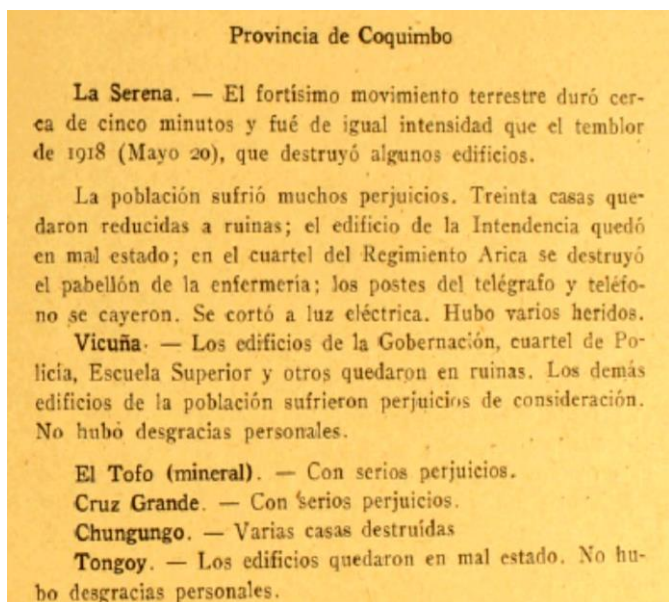 Provincia de Coquimbo
La Serena. — El fortísimo movimiento terrestre duró cer-
ca de cinco minutos y fué de igual intensidad que el temblor
de 1918 (Mayo 20), que destruyó algunos edificios.
La población sufrió muchos perjuicios. Treinta casas que-
daron reducidas a ruinas; el edificio de la Intendencia quedó
en mal estado; en el cuartel del Regimiento Arica se destruyó
el pabellón de la enfermería; los postes del telégrafo y teléfo-
no se cayeron. Se cortó a luz eléctrica. Hubo varios heridos.
Vicuña. — Los edificios de la Gobernación, cuartel de Po-
licía, Escuela Superior y otros quedaron en ruinas. Los demás
edificios de la población sufrieron perjuicios de consideración.
No hubo desgracias personales.
El Tofo (mineral). — Con serios perjuicios.
Cruz Grande. — Con serios perjuicios.
Chungungo. — Varias casas destruídas
Tongoy. — Los edificios quedaron en mal estado. No hu-
bo desgracias personales.